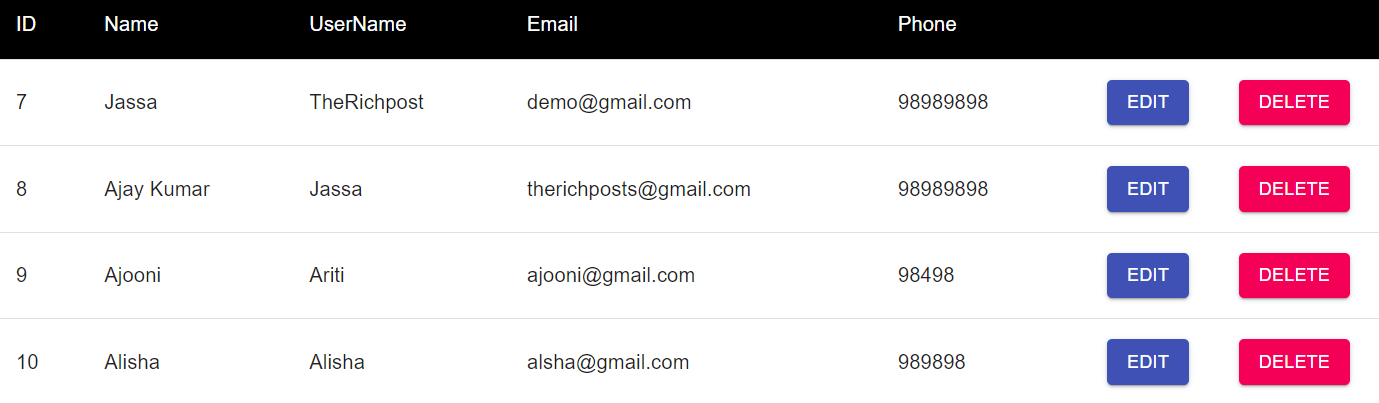 ID Name UserName Email Phone
7 Jassa TheRichpost demo@gmail.com 98989898 EDIT DELETE
8 Ajay Kumar Jassa therichposts@gmail.com 98989898 EDIT DELETE
9 Ajooni Ariti ajooni@gmail.com 98498 EDIT DELETE
10 Alisha Alisha alsha@gmail.com 989898 EDIT DELETE